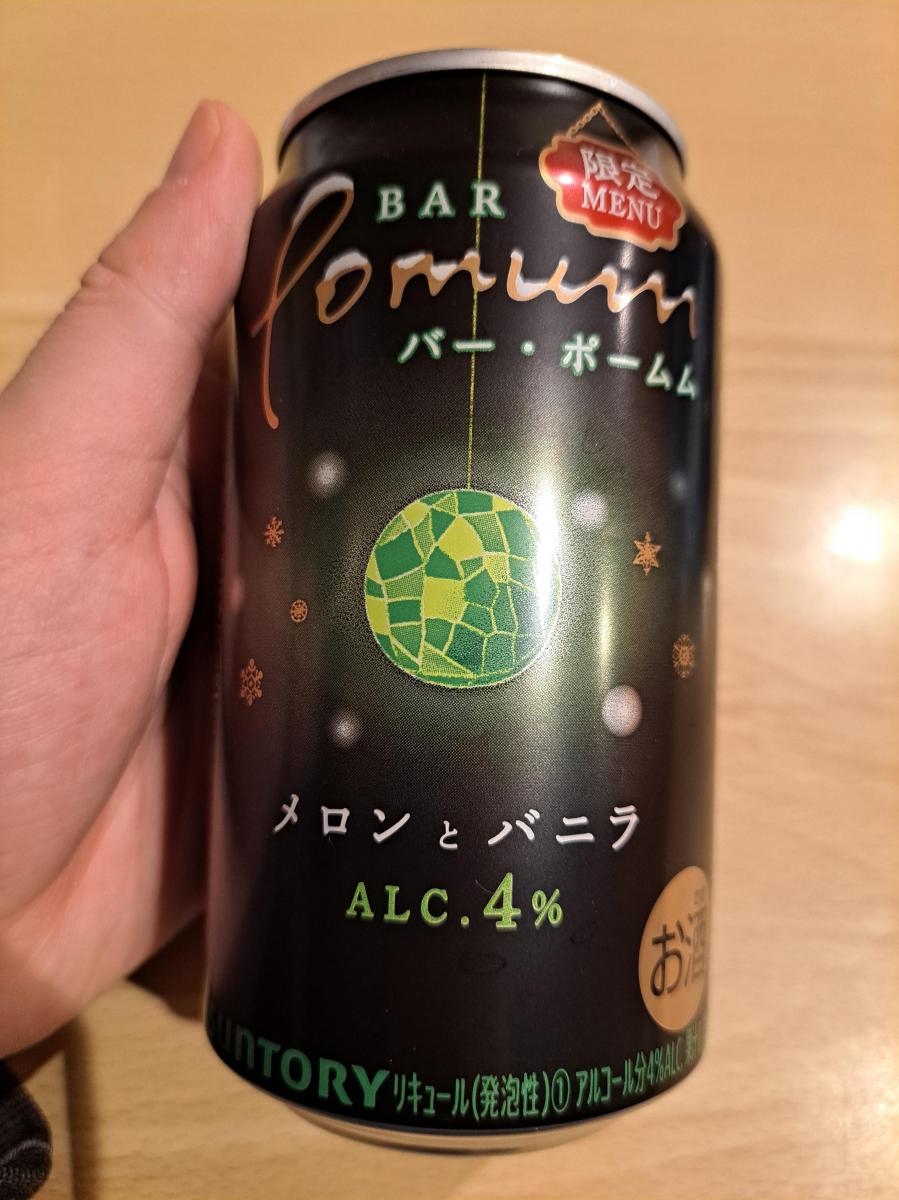 限定
MENU
BAR
Pomum
バー・ポームム
メロンとバニラ
ALC.4%
お酒
SUNTORY リキュール(発泡性)① アルコール分4%ALC.